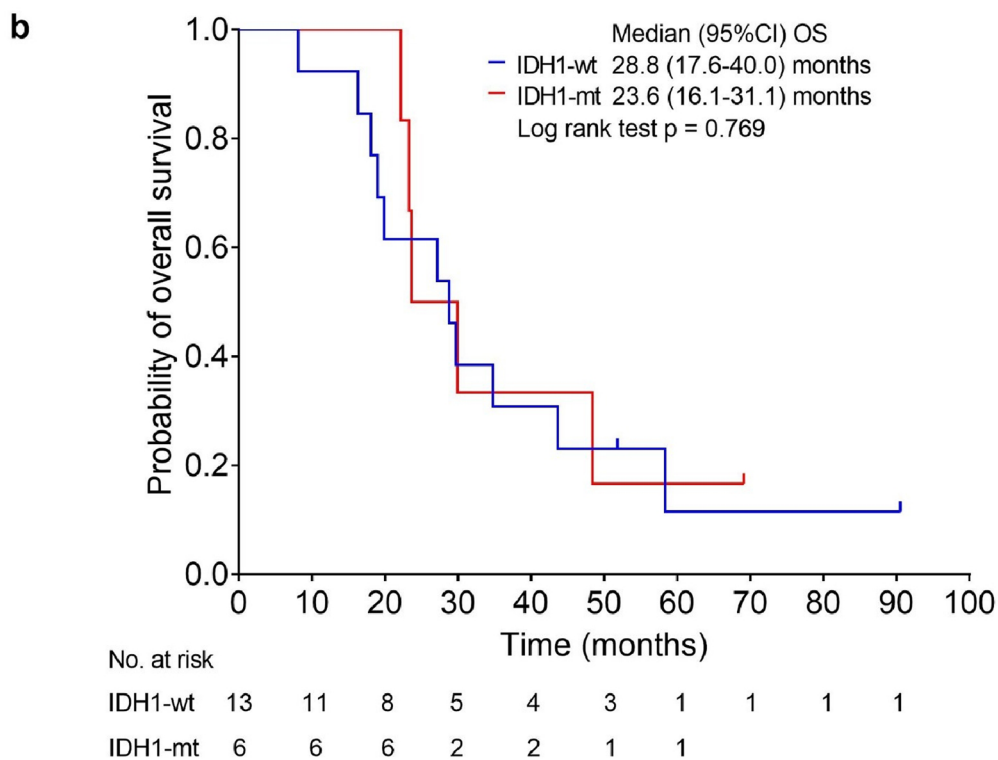 b
Median (95%CI) OS
IDH1-wt 28.8 (17.6-40.0) months
IDH1-mt 23.6 (16.1-31.1) months
Log rank test p = 0.769
Probability of overall survival
1.0
0.8
0.6
0.4
0.2
0.0
0 10 20 30 40 50 60 70 80 90 100
Time (months)
No. at risk
IDH1-wt 13 11 8 5 4 3 1 1 1 1
IDH1-mt 6 6 6 2 2 1 1